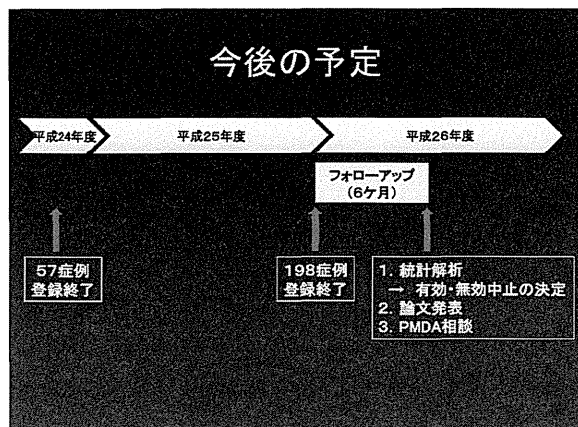 今後の予定
平成24年度
平成25年度
平成26年度
フォローアップ
(6ケ月)
57症例
登録終了
198症例
登録終了
1. 統計解析
→ 有効・無効中止の決定
2. 論文発表
3. PMDA相談